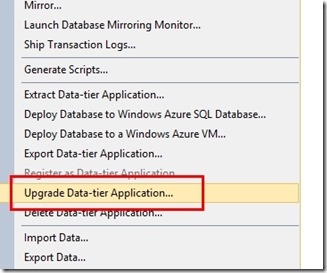 Mirror...
Launch Database Mirroring Monitor...
Ship Transaction Logs...
Generate Scripts...
Extract Data-tier Application...
Deploy Database to Windows Azure SQL Database...
Deploy Database to a Windows Azure VM...
Export Data-tier Application...
Register as Data-tier Application...
Upgrade Data-tier Application...
Delete Data-tier Application...
Import Data...
Export Data...